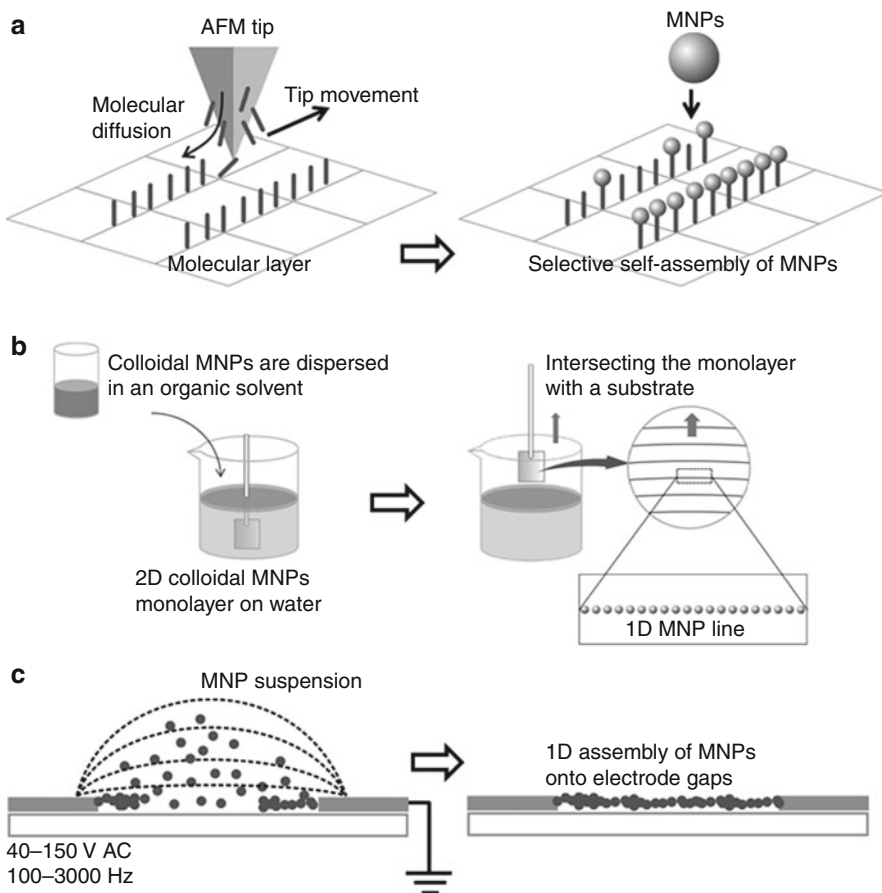 a
AFM tip
MNPs
Molecular
diffusion
Tip movement
Molecular layer
Selective self-assembly of MNPs
b
Colloidal MNPs are dispersed
in an organic solvent
Intersecting the monolayer
with a substrate
2D colloidal MNPs
monolayer on water
1D MNP line
c
MNP suspension
1D assembly of MNPs
onto electrode gaps
40–150 V AC
100–3000 Hz